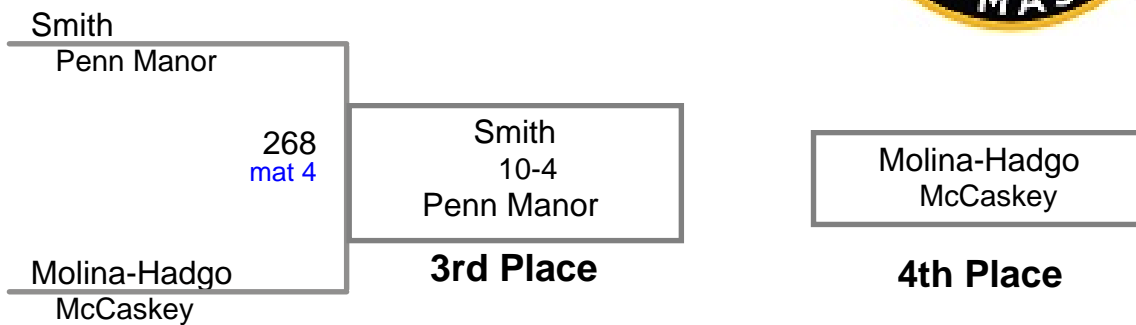 MAS
Smith
Penn Manor
268
mat 4
Smith
10-4
Penn Manor
Molina-Hadgo
McCaskey
Molina-Hadgo
McCaskey
3rd Place
4th Place